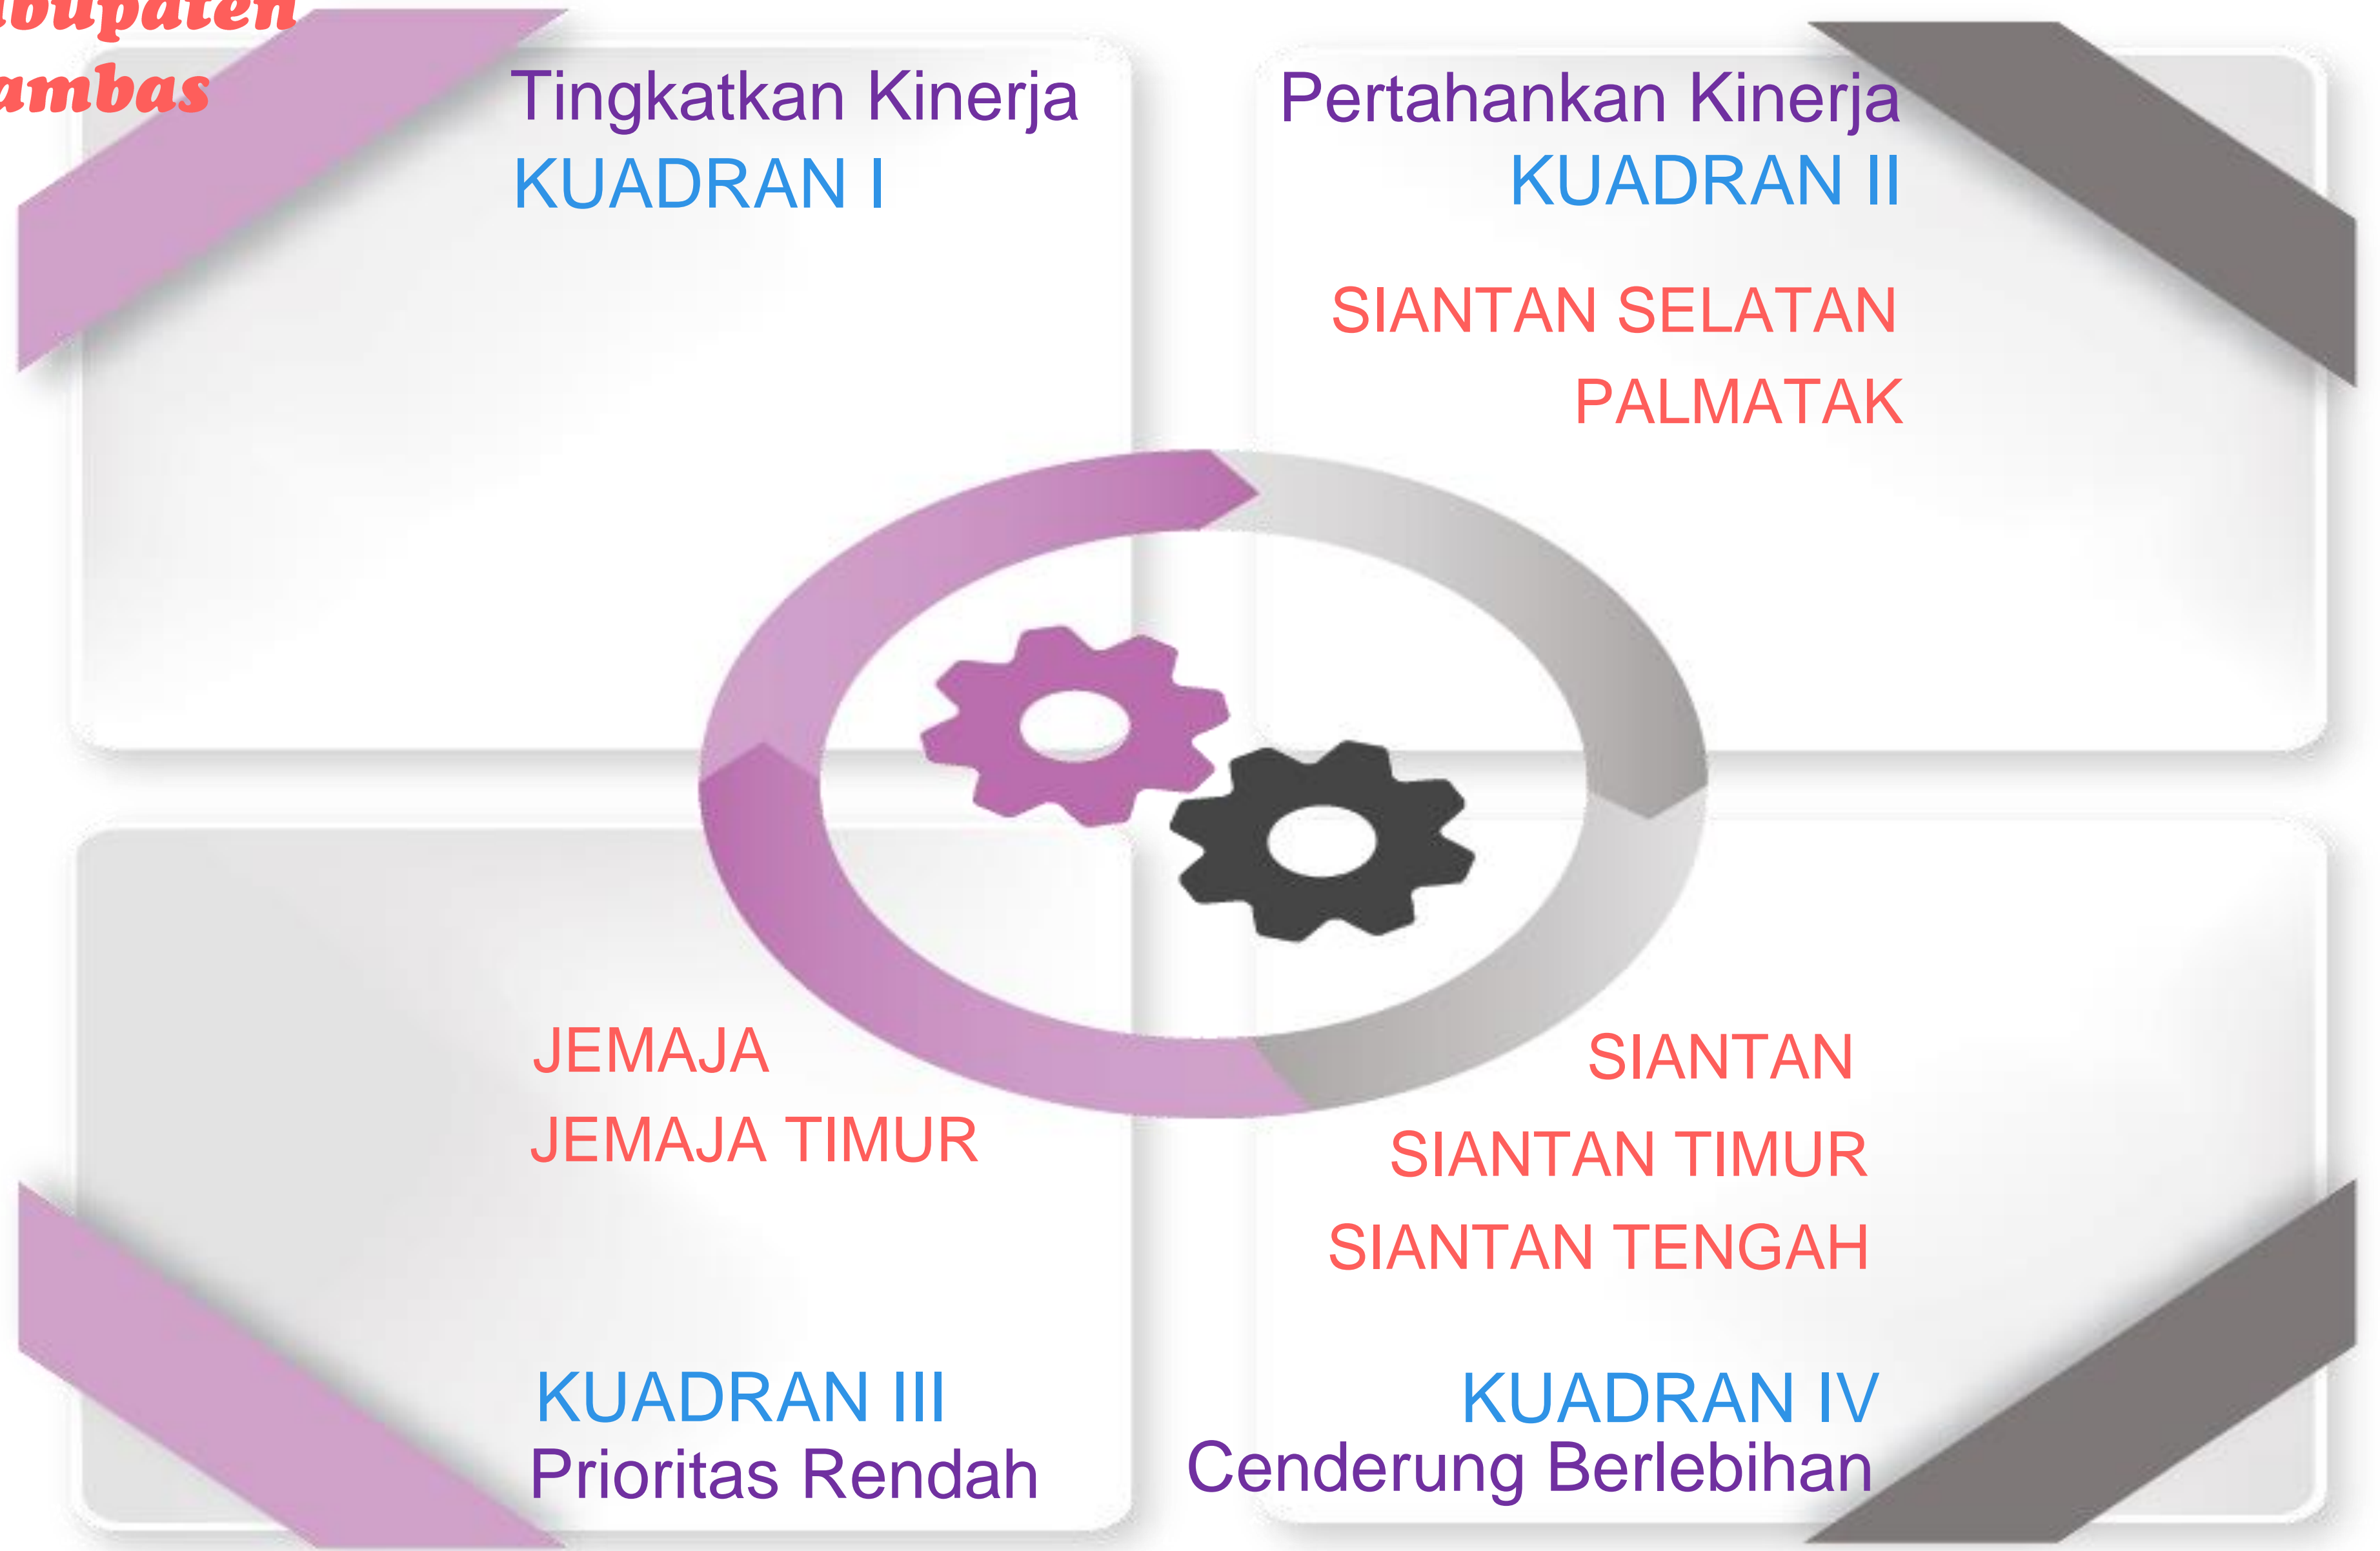 Tingkatkan Kinerja
KUADRAN I
Pertahankan Kinerja
KUADRAN II
SIANTAN SELATAN
PALMATAK
JEMAJA
JEMAJA TIMUR
KUADRAN III
Prioritas Rendah
SIANTAN
SIANTAN TIMUR
SIANTAN TENGAH
KUADRAN IV
Cenderung Berlebihan